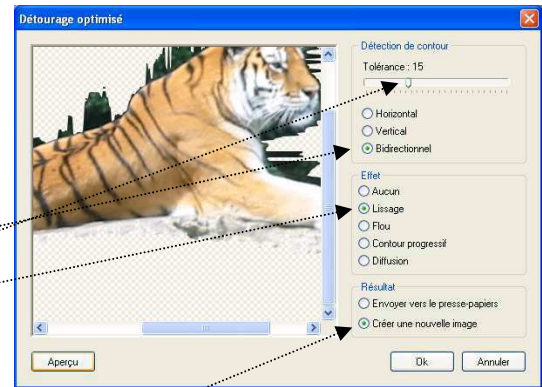 Détourage optimisé
Détection de contour
Tolérance : 15
Horizontal
Vertical
Bidirectionnel
Effet
Aucun
Lissage
Flou
Contour progressif
Diffusion
Résultat
Envoyer vers le presse-papiers
Créer une nouvelle image
Aperçu
Ok
Annuler